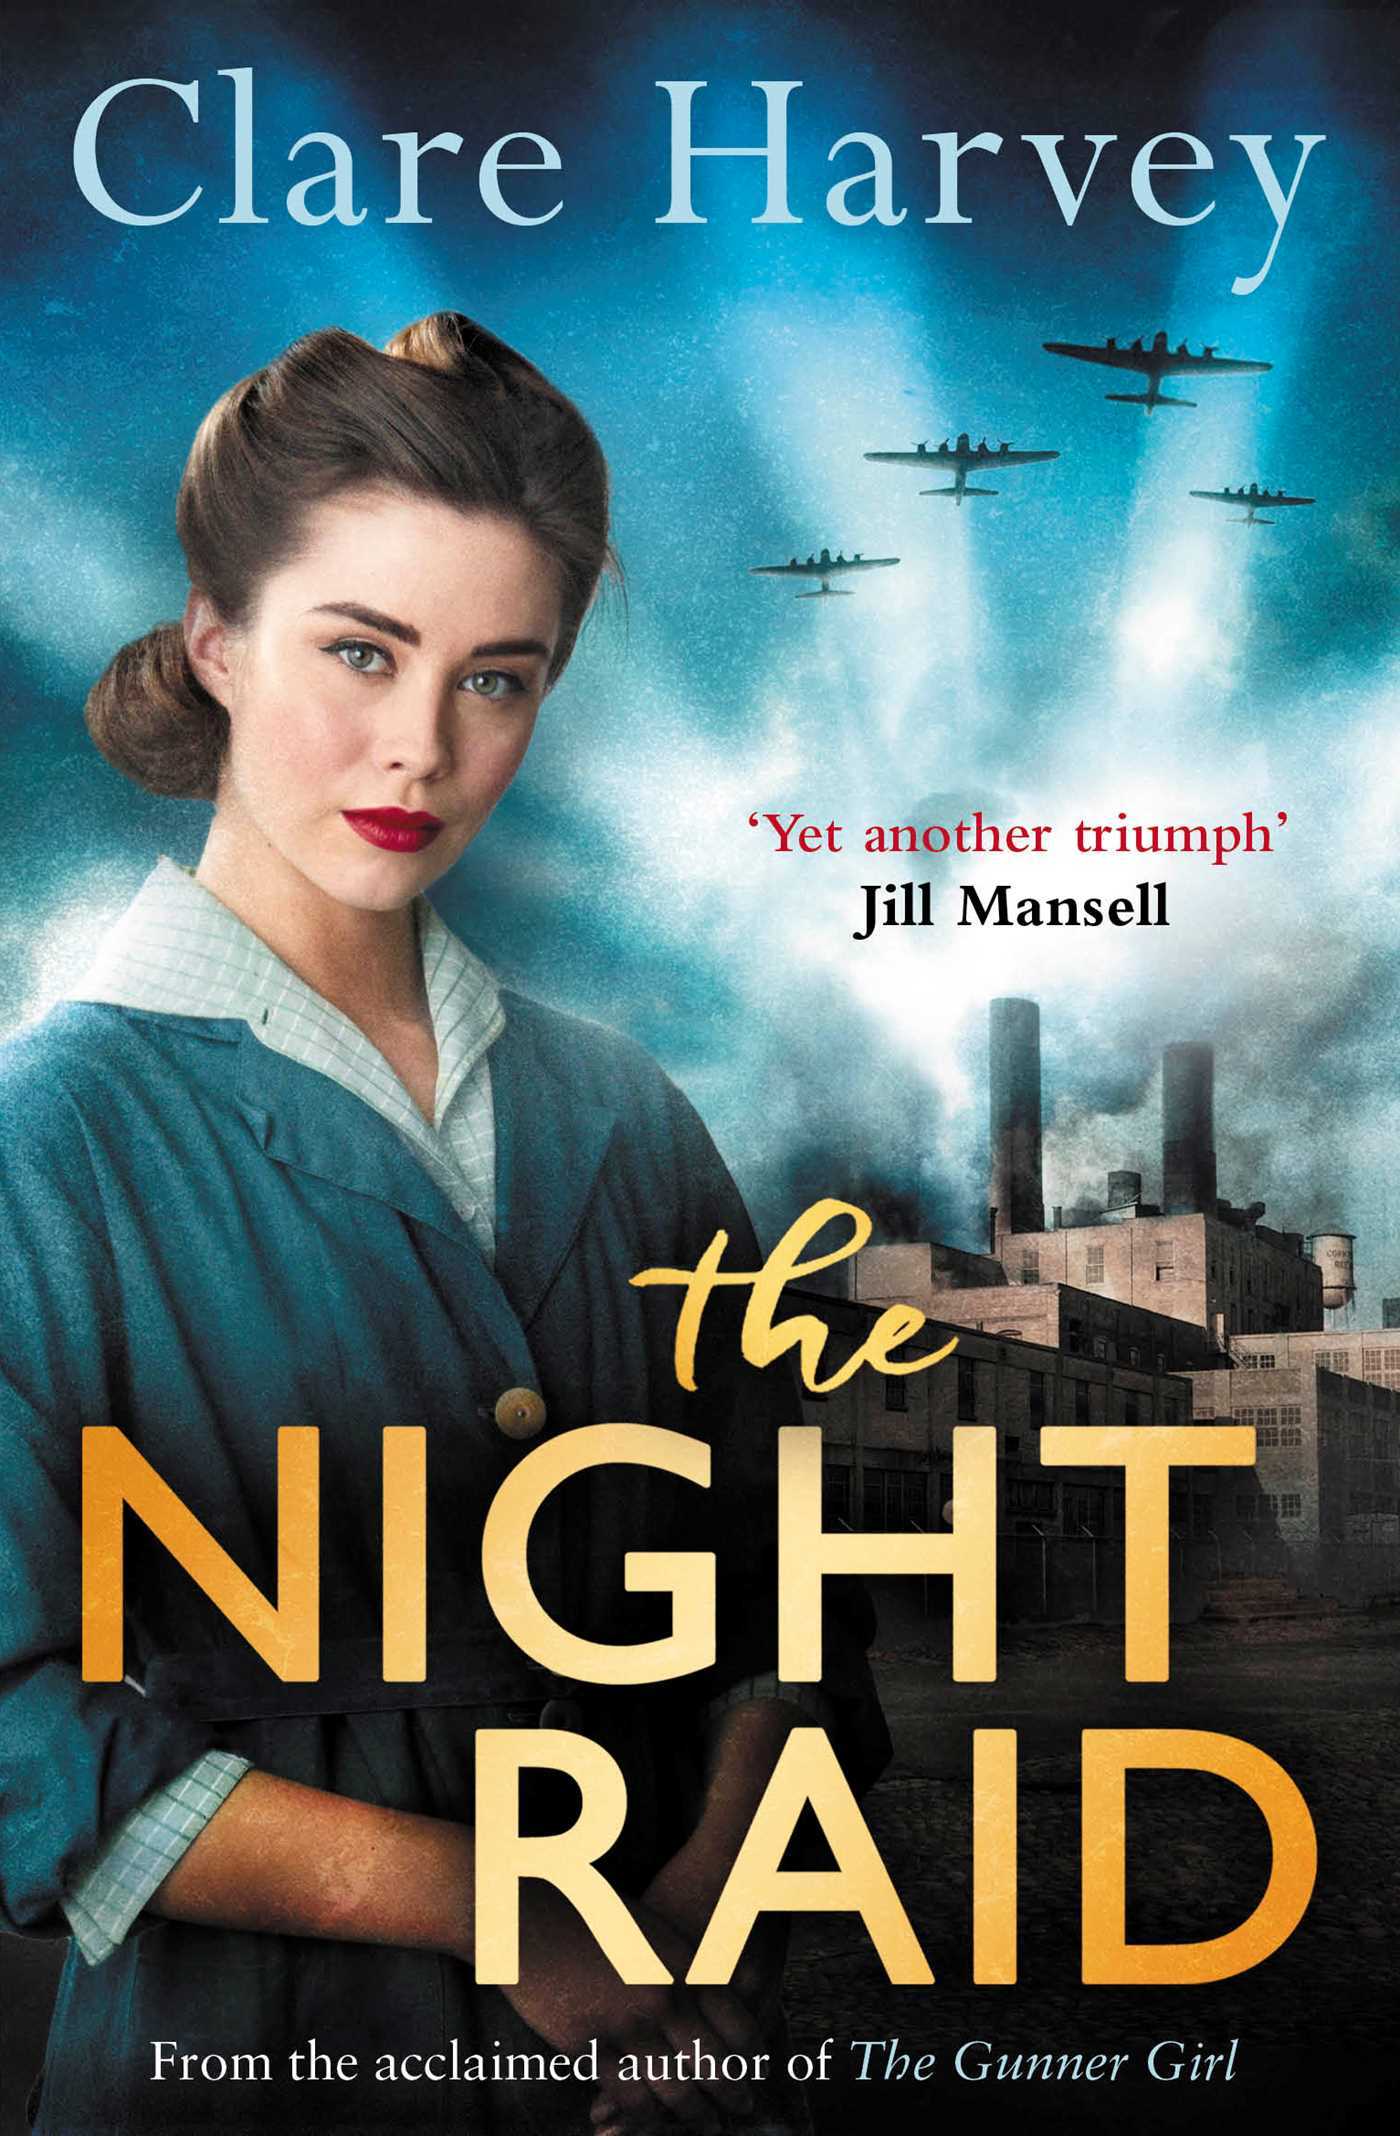 Clare Harvey
‘Yet another triumph’
Jill Mansell
the
NIGHT
RAID
From the acclaimed author of The Gunner Girl